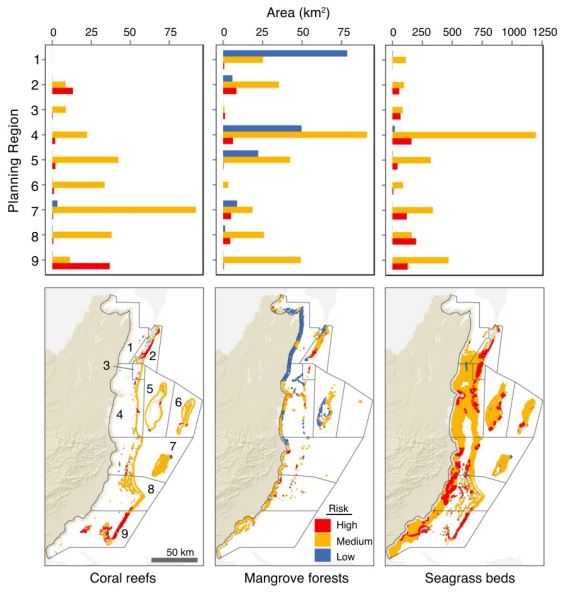 Area (km²)
0 25 50 75
0 25 50 75
0 250 500 750 1000 1250
Planning Region
1
2
3
4
5
6
7
8
9
1
2
3
4
5
6
7
8
9
50 km
Risk
High
Medium
Low
Coral reefs
Mangrove forests
Seagrass beds